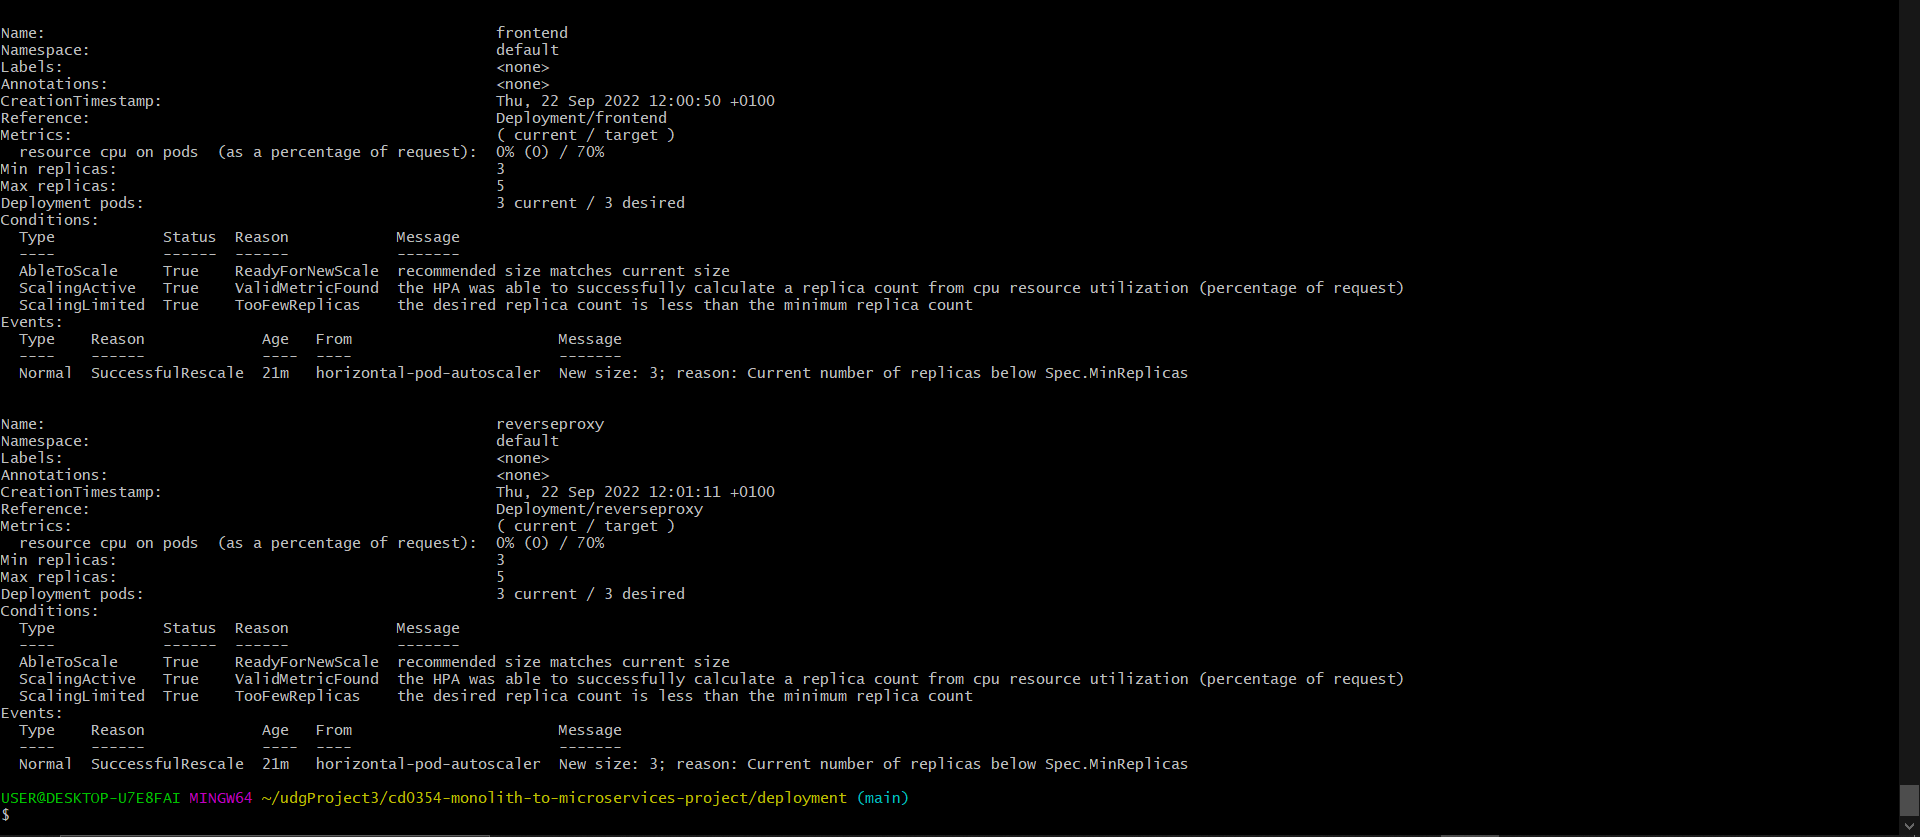 Name:                                                  frontend
Namespace:                                             default
Labels:                                                <none>
Annotations:                                           <none>
CreationTimestamp:                                     Thu, 22 Sep 2022 12:00:50 +0100
Reference:                                             Deployment/frontend
Metrics:                                               ( current / target )
  resource cpu on pods  (as a percentage of request):  0% (0) / 70%
Min replicas:                                          3
Max replicas:                                          5
Deployment pods:                                       3 current / 3 desired
Conditions:
  Type            Status  Reason            Message
  ----            ------  ------            -------
  AbleToScale     True    ReadyForNewScale  recommended size matches current size
  ScalingActive   True    ValidMetricFound  the HPA was able to successfully calculate a replica count from cpu resource utilization (percentage of request)
  ScalingLimited  True    TooFewReplicas    the desired replica count is less than the minimum replica count
Events:
  Type    Reason             Age   From                       Message
  ----    ------             ----  ----                       -------
  Normal  SuccessfulRescale  21m   horizontal-pod-autoscaler  New size: 3; reason: Current number of replicas below Spec.MinReplicas
Name:                                                  reverseproxy
Namespace:                                             default
Labels:                                                <none>
Annotations:                                           <none>
CreationTimestamp:                                     Thu, 22 Sep 2022 12:01:11 +0100
Reference:                                             Deployment/reverseproxy
Metrics:                                               ( current / target )
  resource cpu on pods  (as a percentage of request):  0% (0) / 70%
Min replicas:                                          3
Max replicas:                                          5
Deployment pods:                                       3 current / 3 desired
Conditions:
  Type            Status  Reason            Message
  ----            ------  ------            -------
  AbleToScale     True    ReadyForNewScale  recommended size matches current size
  ScalingActive   True    ValidMetricFound  the HPA was able to successfully calculate a replica count from cpu resource utilization (percentage of request)
  ScalingLimited  True    TooFewReplicas    the desired replica count is less than the minimum replica count
Events:
  Type    Reason             Age   From                       Message
  ----    ------             ----  ----                       -------
  Normal  SuccessfulRescale  21m   horizontal-pod-autoscaler  New size: 3; reason: Current number of replicas below Spec.MinReplicas
USER@DESKTOP-U7E8FAI MINGW64 ~/udgProject3/cd0354-monolith-to-microservices-project/deployment (main)
$